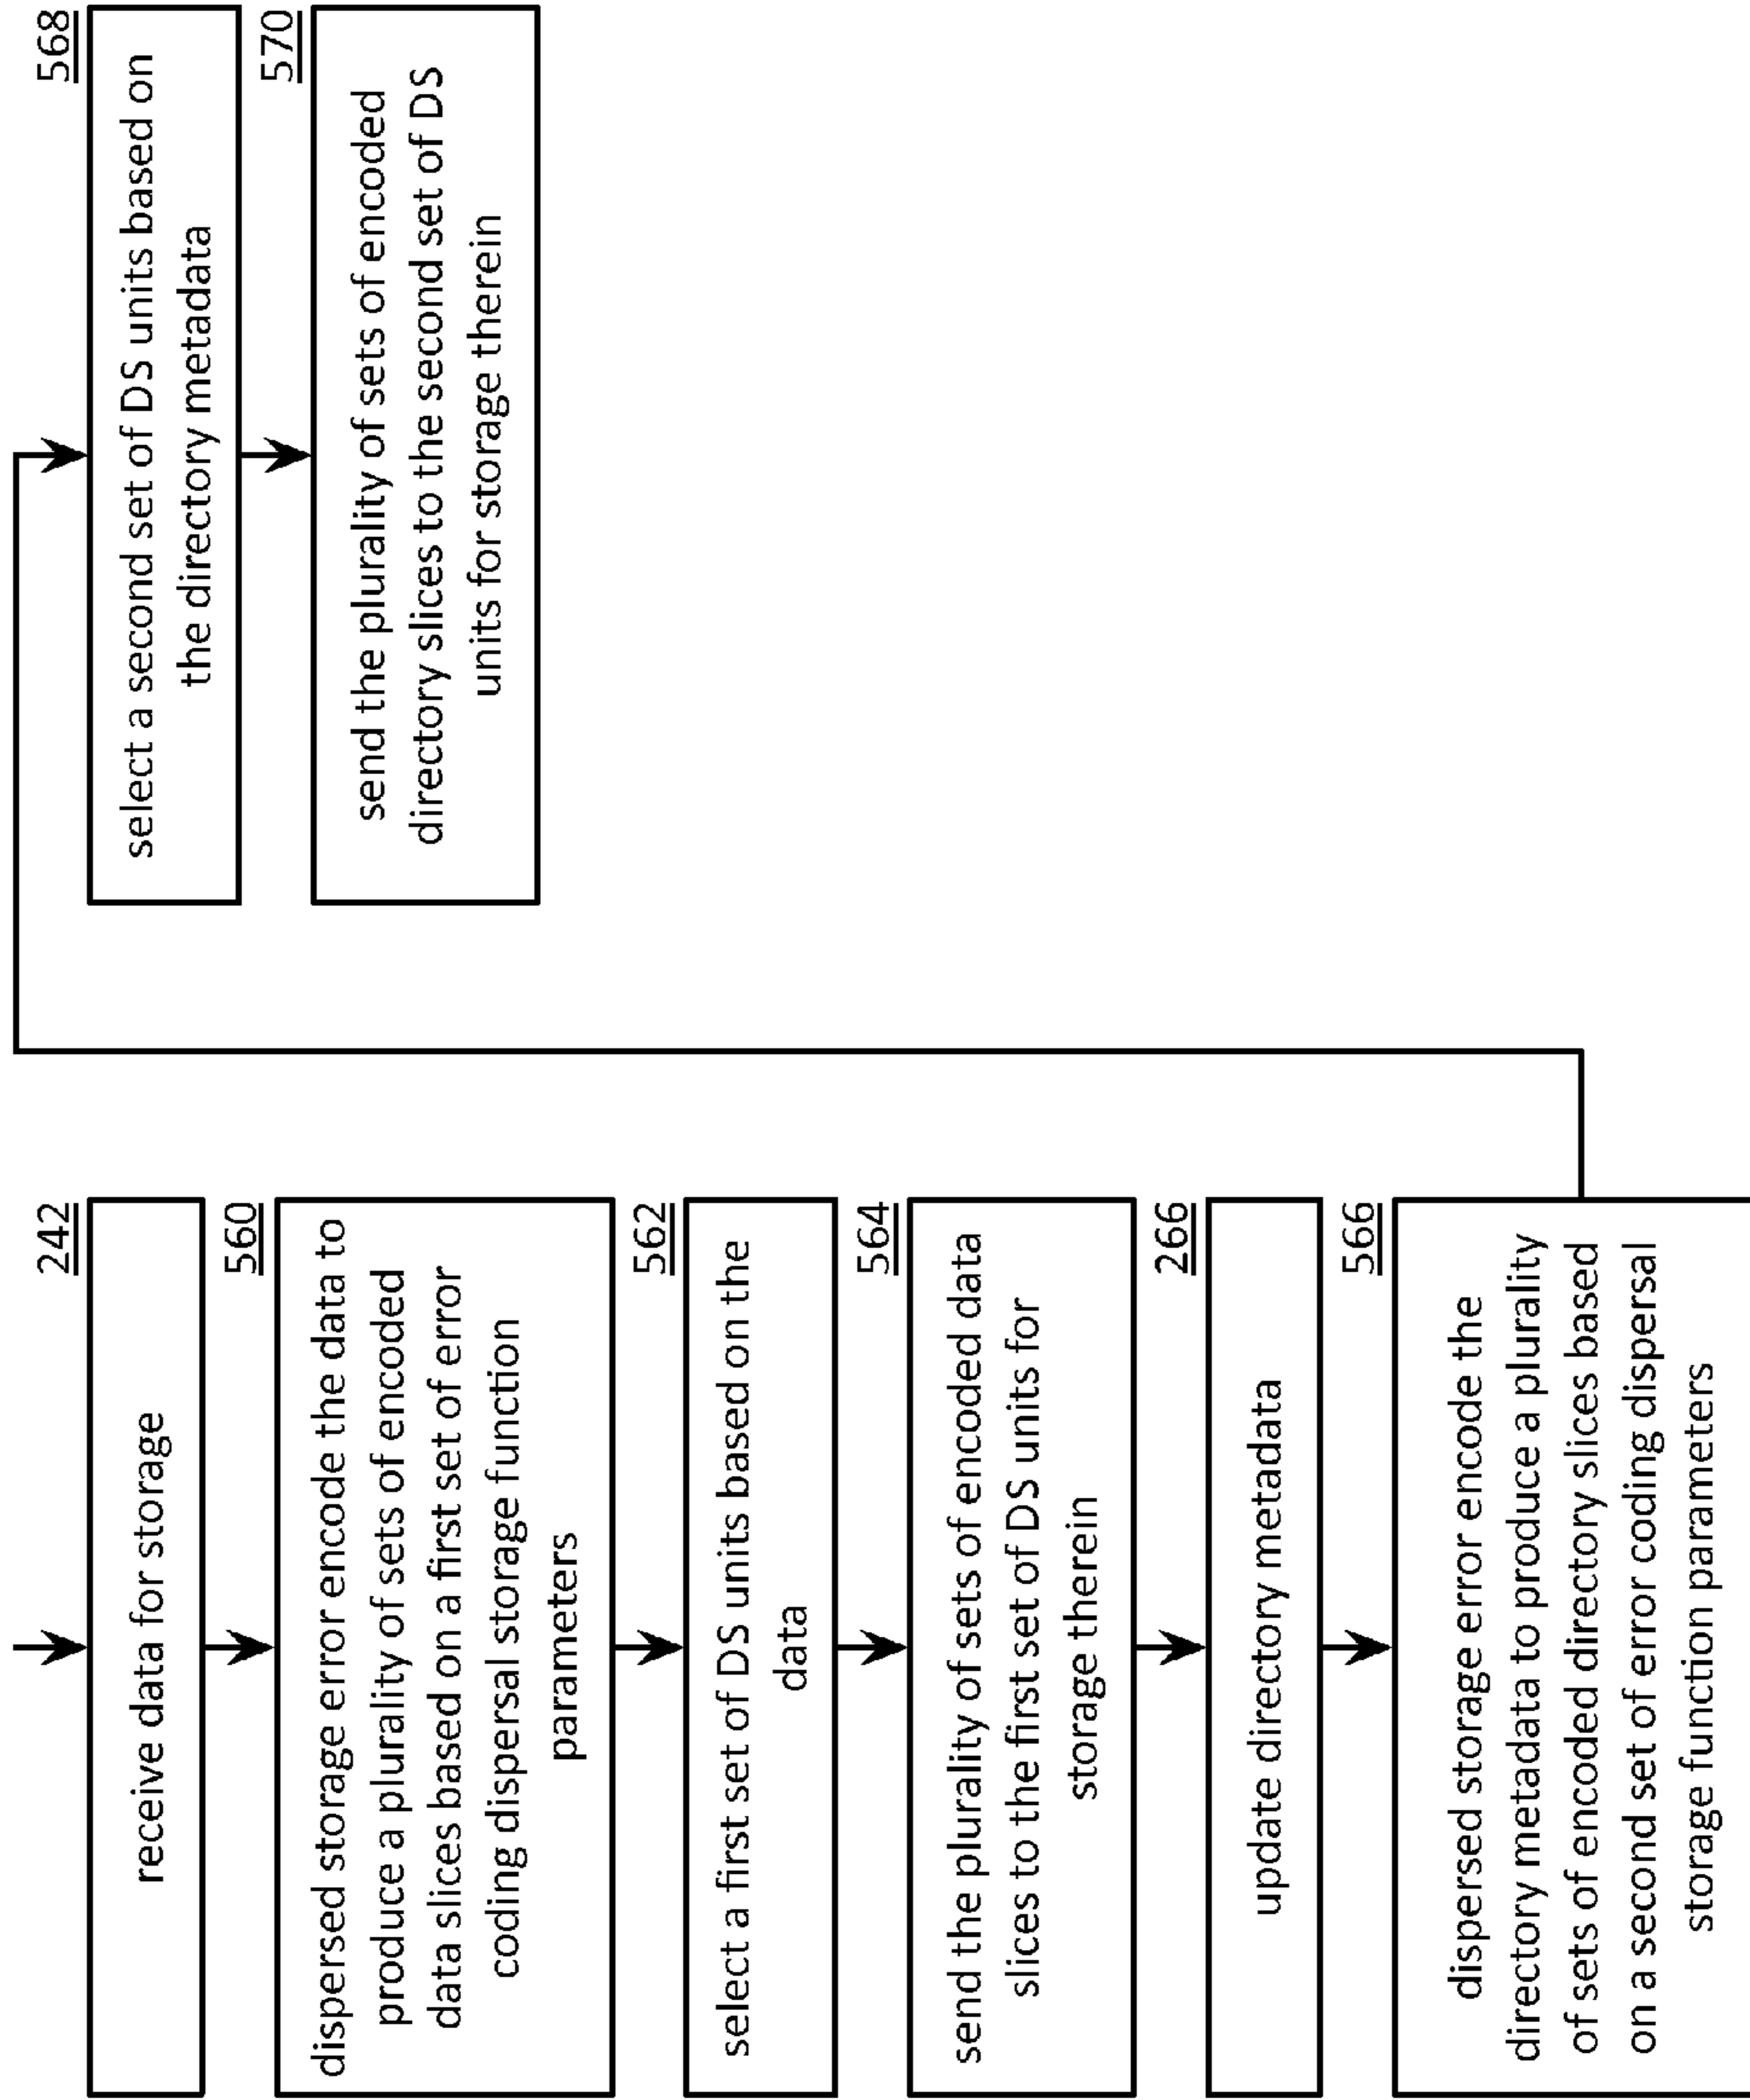 242
receive data for storage
560
dispersed storage error encode the data to
produce a plurality of sets of encoded
data slices based on a first set of error
coding dispersal storage function
parameters
562
select a first set of DS units based on the
data
564
send the plurality of sets of encoded data
slices to the first set of DS units for
storage therein
266
update directory metadata
566
dispersed storage error encode the
directory metadata to produce a plurality
of sets of encoded directory slices based
on a second set of error coding dispersal
storage function parameters
568
select a second set of DS units based on
the directory metadata
570
send the plurality of sets of encoded
directory slices to the second set of DS
units for storage therein